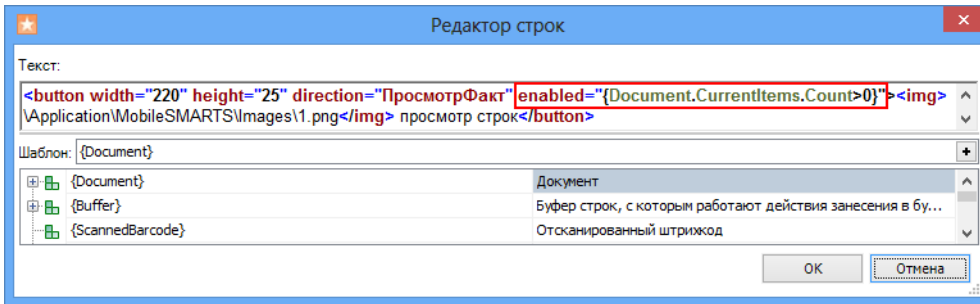 Редактор строк
Текст:
<button width="220" height="25" direction="ПросмотрФакт" enabled="{Document.CurrentItems.Count>0}"><img>
\Application\MobileSMARTS\Images\1.png</img> просмотр строк</button>
Шаблон: {Document}
{Document} Документ
{Buffer} Буфер строк, с которым работают действия занесения в бу...
{ScannedBarcode} Отсканированный штрихкод
ОК Отмена